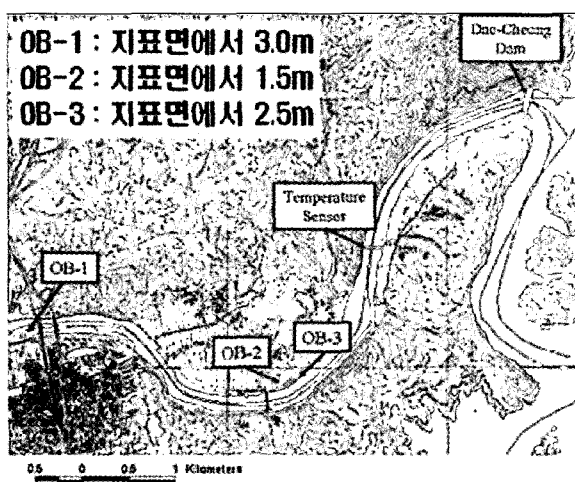 OB-1 : 지표면에서 3.0m
OB-2 : 지표면에서 1.5m
OB-3 : 지표면에서 2.5m
Dae-Cheong
Dam
Temperature
Sensor
OB-1
OB-2
OB-3
0.5 0 0.5 1 Kilometers